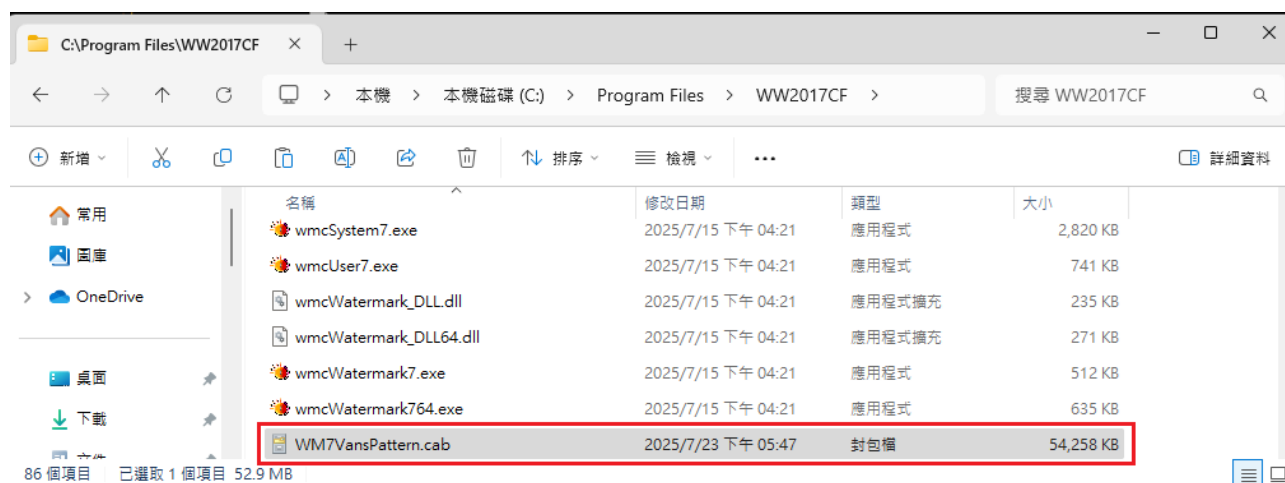 C:\Program Files\WW2017CF
本機 > 本機磁碟 (C:) > Program Files > WW2017CF >
搜尋 WW2017CF
新增
排序
檢視
詳細資料
常用
圖庫
OneDrive
桌面
下載
文件
名稱 修改日期 類型 大小
wmcSystem7.exe 2025/7/15 下午 04:21 應用程式 2,820 KB
wmcUser7.exe 2025/7/15 下午 04:21 應用程式 741 KB
wmcWatermark_DLL.dll 2025/7/15 下午 04:21 應用程式擴充 235 KB
wmcWatermark_DLL64.dll 2025/7/15 下午 04:21 應用程式擴充 271 KB
wmcWatermark7.exe 2025/7/15 下午 04:21 應用程式 512 KB
wmcWatermark764.exe 2025/7/15 下午 04:21 應用程式 635 KB
WM7VansPattern.cab 2025/7/23 下午 05:47 封包檔 54,258 KB
86 個項目 已選取 1 個項目 52.9 MB